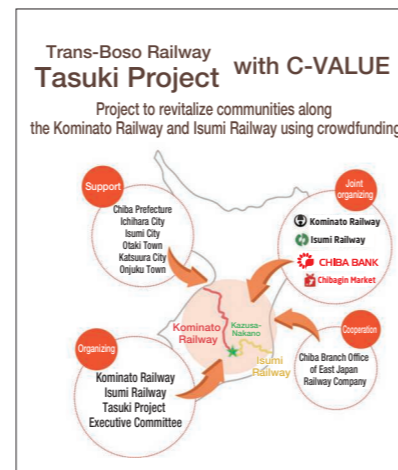 Trans-Boso Railway
Tasuki Project with C-VALUE
Project to revitalize communities along
the Kominato Railway and Isumi Railway using crowdfunding
Support
Chiba Prefecture
Ichihara City
Isumi City
Otaki Town
Katsuura City
Onjuku Town
Joint
organizing
Kominato Railway
Isumi Railway
CHIBA BANK
Chibagin Market
Kominato
Railway
Kazusa-
Nakano
Isumi
Railway
Organizing
Kominato Railway
Isumi Railway
Tasuki Project
Executive Committee
Cooperation
Chiba Branch Office
of East Japan
Railway Company